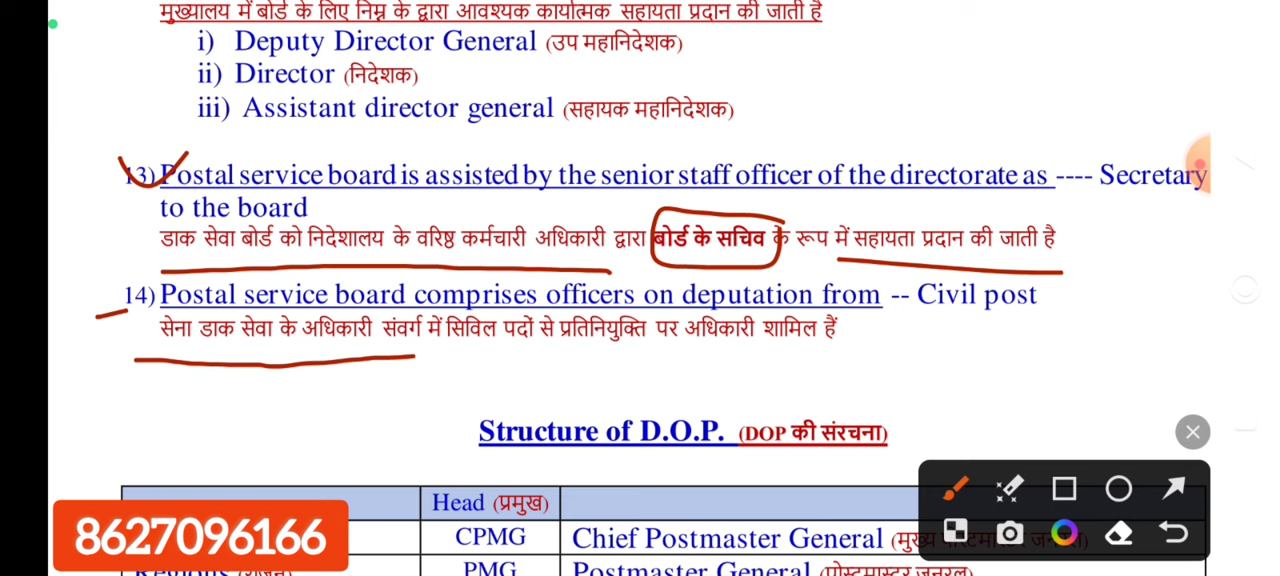 मुख्यालय में बोर्ड के लिए निम्न के द्वारा आवश्यक कार्यात्मक सहायता प्रदान की जाती है
i) Deputy Director General (उप महानिदेशक)
ii) Director (निदेशक)
iii) Assistant director general (सहायक महानिदेशक)
13) Postal service board is assisted by the senior staff officer of the directorate as ---- Secretary
to the board
डाक सेवा बोर्ड को निदेशालय के वरिष्ठ कर्मचारी अधिकारी द्वारा बोर्ड के सचिव के रूप में सहायता प्रदान की जाती है
14) Postal service board comprises officers on deputation from -- Civil post
सेना डाक सेवा के अधिकारी संवर्ग में सिविल पदों से प्रतिनियुक्ति पर अधिकारी शामिल हैं
Structure of D.O.P. (DOP की संरचना)
Head (प्रमुख)
CPMG Chief Postmaster General (मुख्य
PMG Postmaster General (पोस्टमास्टर जनरल)
8627096166